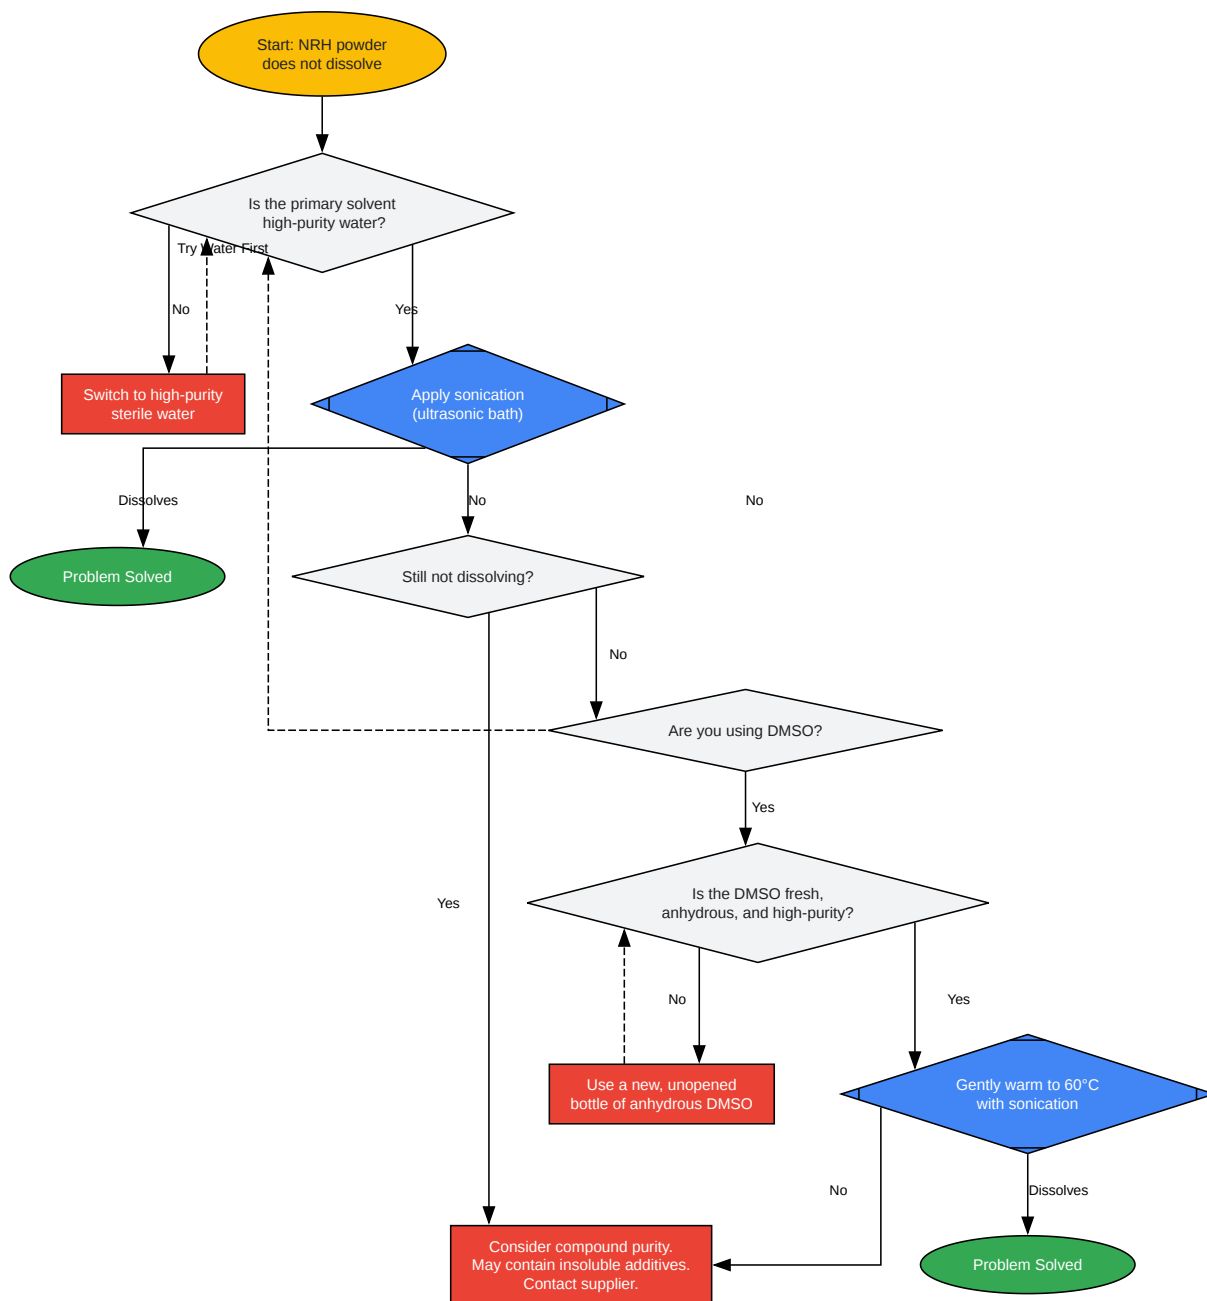 Start: NRH powder
does not dissolve
Is the primary solvent
high-purity water?
Try Water First
No
Yes
Switch to high-purity
sterile water
Apply sonication
(ultrasonic bath)
Dissolves
No
No
Problem Solved
Still not dissolving?
No
Are you using DMSO?
Yes
Is the DMSO fresh,
anhydrous, and high-purity?
Yes
No
Yes
Use a new, unopened
bottle of anhydrous DMSO
Gently warm to 60°C
with sonication
No
Dissolves
Consider compound purity.
May contain insoluble additives.
Contact supplier.
Problem Solved